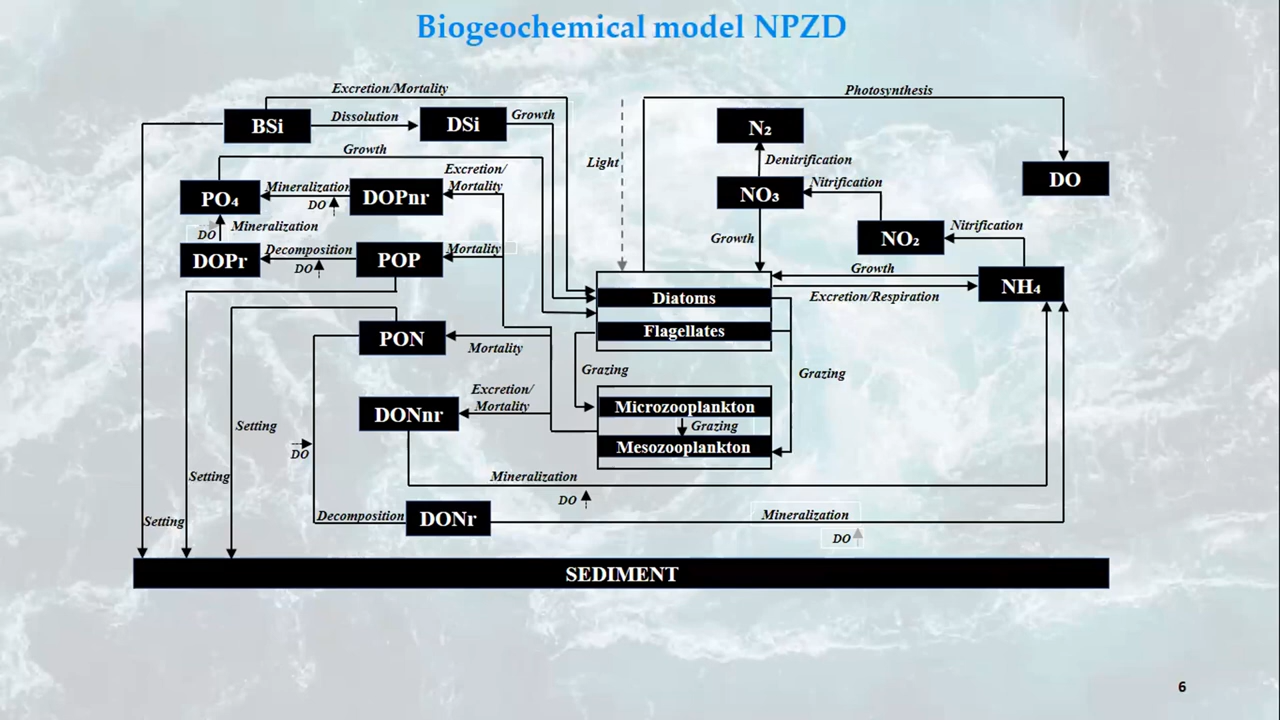 Biogeochemical model NPZD
Excretion/Mortality
Photosynthesis
BSi
Dissolution
DSi
Growth
N₂
Growth
Light
Denitrification
Excretion/
Mortality
DO
PO₄
Mineralization
DO
DOPnr
NO₃
Nitrification
DO
Mineralization
NO₂
Nitrification
DOPr
Decomposition
DO
POP
Mortality
Growth
Growth
Excretion/Respiration
NH₄
Diatoms
Flagellates
PON
Mortality
Grazing
Grazing
Excretion/
Mortality
DONnr
Microzooplankton
Grazing
Mesozooplankton
Setting
DO
Setting
Mineralization
DO
Setting
Decomposition
DONr
Mineralization
DO
SEDIMENT
6